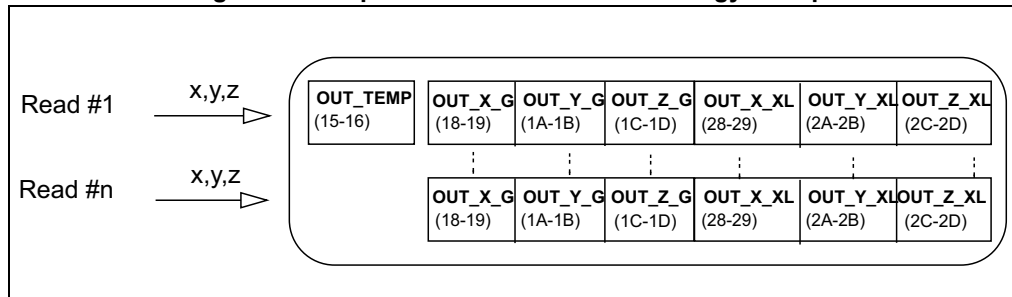 Read #1 x,y,z OUT_TEMP OUT_X_G OUT_Y_G OUT_Z_G OUT_X_XL OUT_Y_XL OUT_Z_XL
(15-16) (18-19) (1A-1B) (1C-1D) (28-29) (2A-2B) (2C-2D)
Read #n x,y,z OUT_X_G OUT_Y_G OUT_Z_G OUT_X_XL OUT_Y_XL OUT_Z_XL
(18-19) (1A-1B) (1C-1D) (28-29) (2A-2B) (2C-2D)